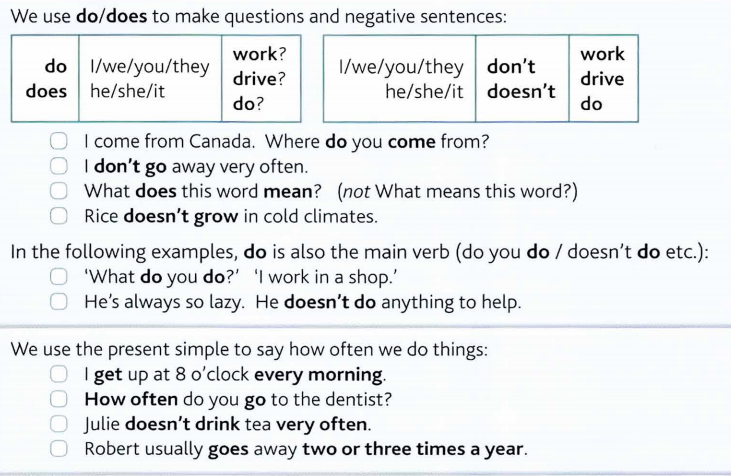 We use do/does to make questions and negative sentences:
do I/we/you/they work? I/we/you/they don't work
does he/she/it drive? he/she/it doesn't drive
do? do
I come from Canada. Where do you come from?
I don't go away very often.
What does this word mean? (not What means this word?)
Rice doesn't grow in cold climates.
In the following examples, do is also the main verb (do you do / doesn't do etc.):
'What do you do?' 'I work in a shop.'
He's always so lazy. He doesn't do anything to help.
We use the present simple to say how often we do things:
I get up at 8 o'clock every morning.
How often do you go to the dentist?
Julie doesn't drink tea very often.
Robert usually goes away two or three times a year.